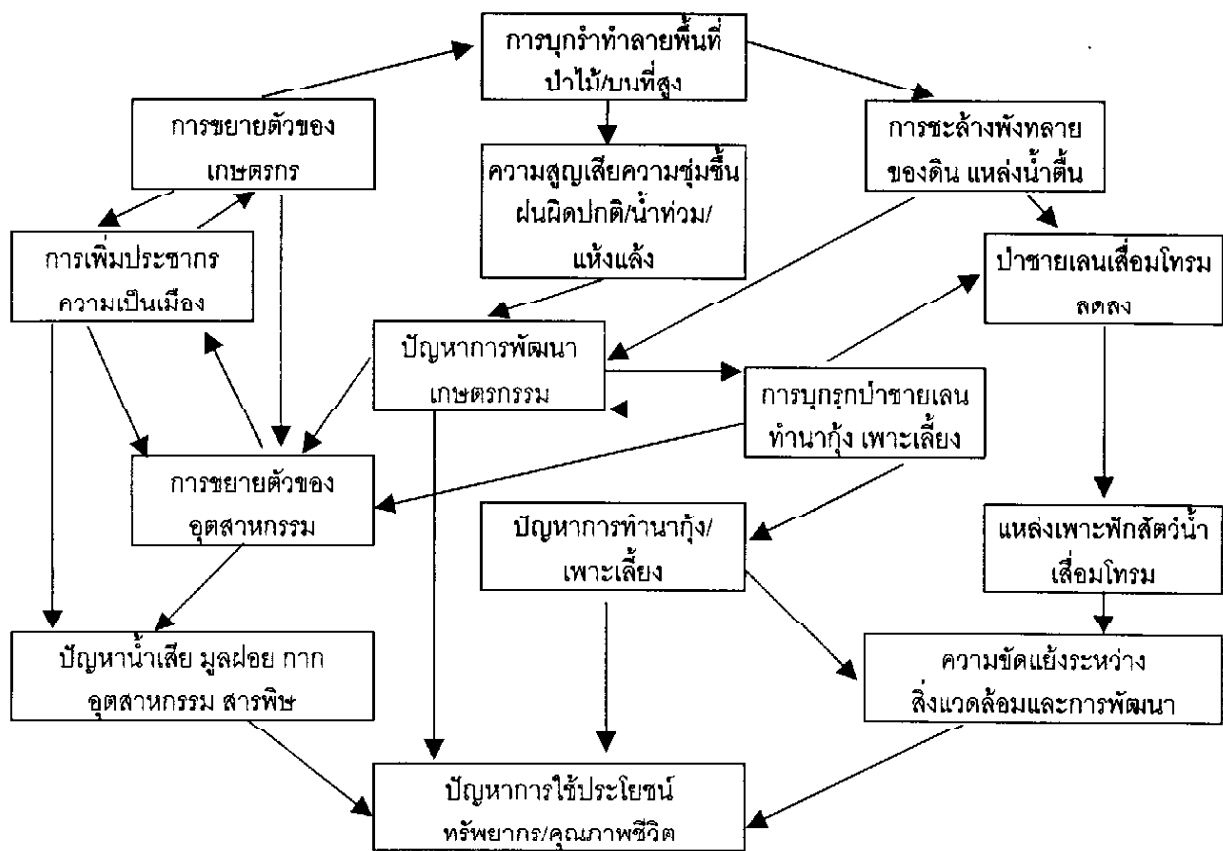 การบุกรำทำลายพื้นที่
ป่าไม้/บนที่สูง
การขยายตัวของ
เกษตรกร
การชะล้างพังทลาย
ของดิน แหล่งน้ำตื้น
ความสูญเสียความชุ่มชื้น
ฝนผิดปกติ/น้ำท่วม/
แห้งแล้ง
การเพิ่มประชากร
ความเป็นเมือง
ป่าชายเลนเสื่อมโทรม
ลดลง
ปัญหาการพัฒนา
เกษตรกรรม
การบุกรุกป่าชายเลน
ทำนากุ้ง เพาะเลี้ยง
การขยายตัวของ
อุตสาหกรรม
ปัญหาการทำนากุ้ง/
เพาะเลี้ยง
แหล่งเพาะฟักสัตว์น้ำ
เสื่อมโทรม
ปัญหาน้ำเสีย มูลฝอย กาก
อุตสาหกรรม สารพิษ
ความขัดแย้งระหว่าง
สิ่งแวดล้อมและการพัฒนา
ปัญหาการใช้ประโยชน์
ทรัพยากร/คุณภาพชีวิต